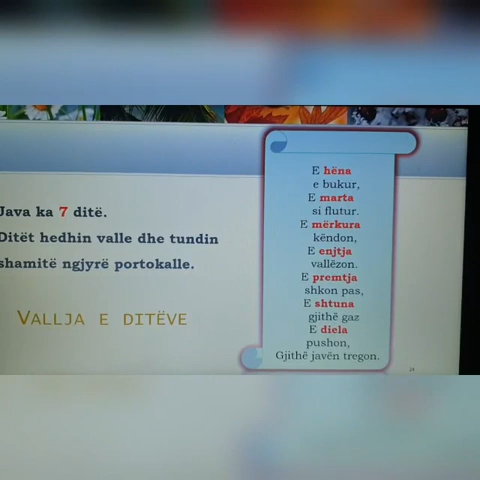 Java ka 7 ditë.
Ditët hedhin valle dhe tundin
shamitë ngjyrë portokalle.
VALLJA E DITËVE
E hëna
e bukur,
E marta
si flutur.
E mërkura
këndon,
E enjtja
vallëzon.
E premtja
shkon pas,
E shtuna
gjithë gaz
E diela
pushon,
Gjithë javën tregon.